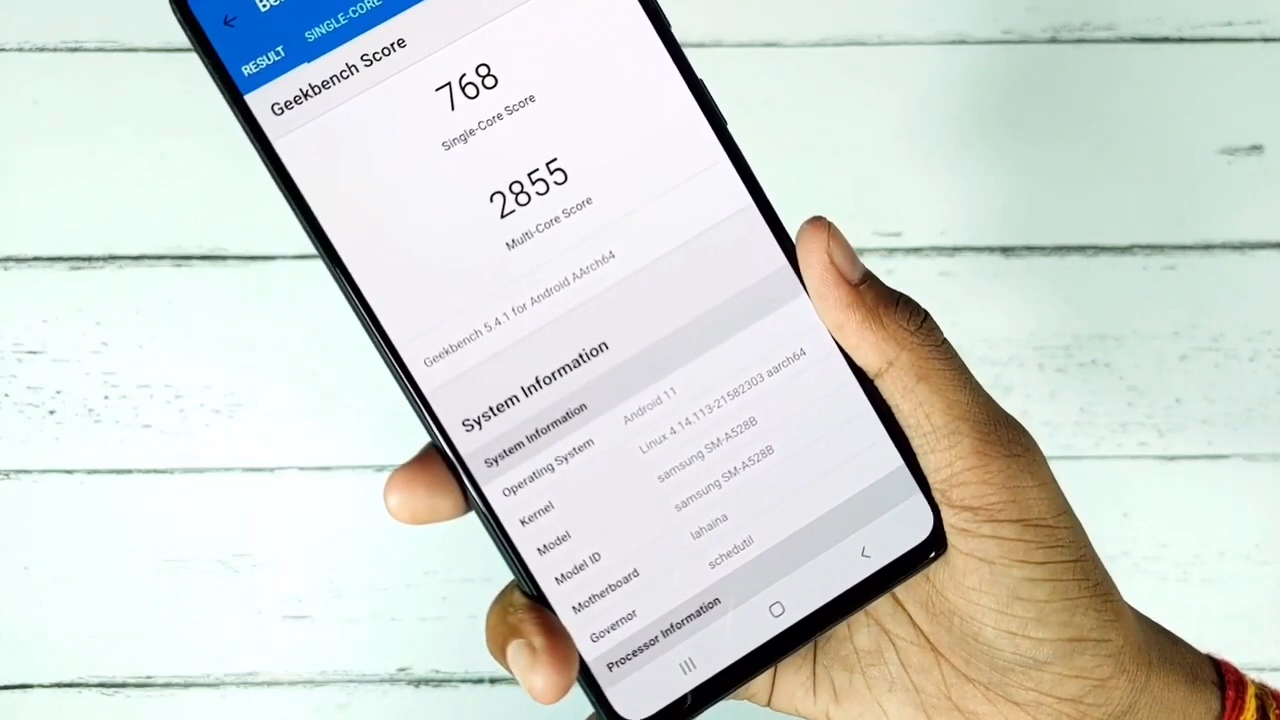 RESULT SINGLE-CORE
Geekbench Score
768
Single-Core Score
2855
Multi-Core Score
Geekbench 5.4.1 for Android AArch64
System Information
System Information
Operating System Android 11
Kernel Linux 4.14.113-21582303 aarch64
Model samsung SM-A528B
Model ID samsung SM-A528B
Motherboard lahaina
Governor schedutil
Processor Information